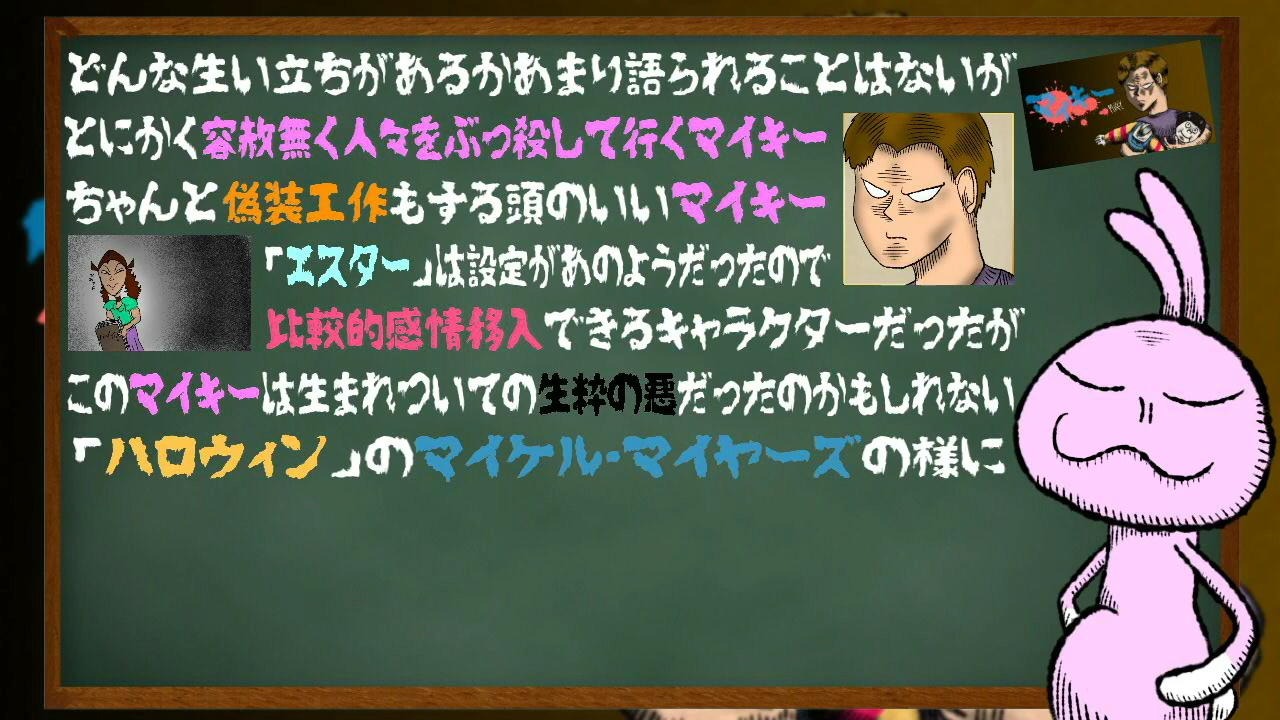 どんな生い立ちがあるかあまり語られることはないが
とにかく容赦無く人々をぶっ殺して行くマイキー
ちゃんと偽装工作もする頭のいいマイキー
「エスター」は設定があのようだったので
比較的感情移入できるキャラクターだったが
このマイキーは生まれついての生粋の悪だったのかもしれない
「ハロウィン」のマイケル・マイヤーズの様に
マイキー